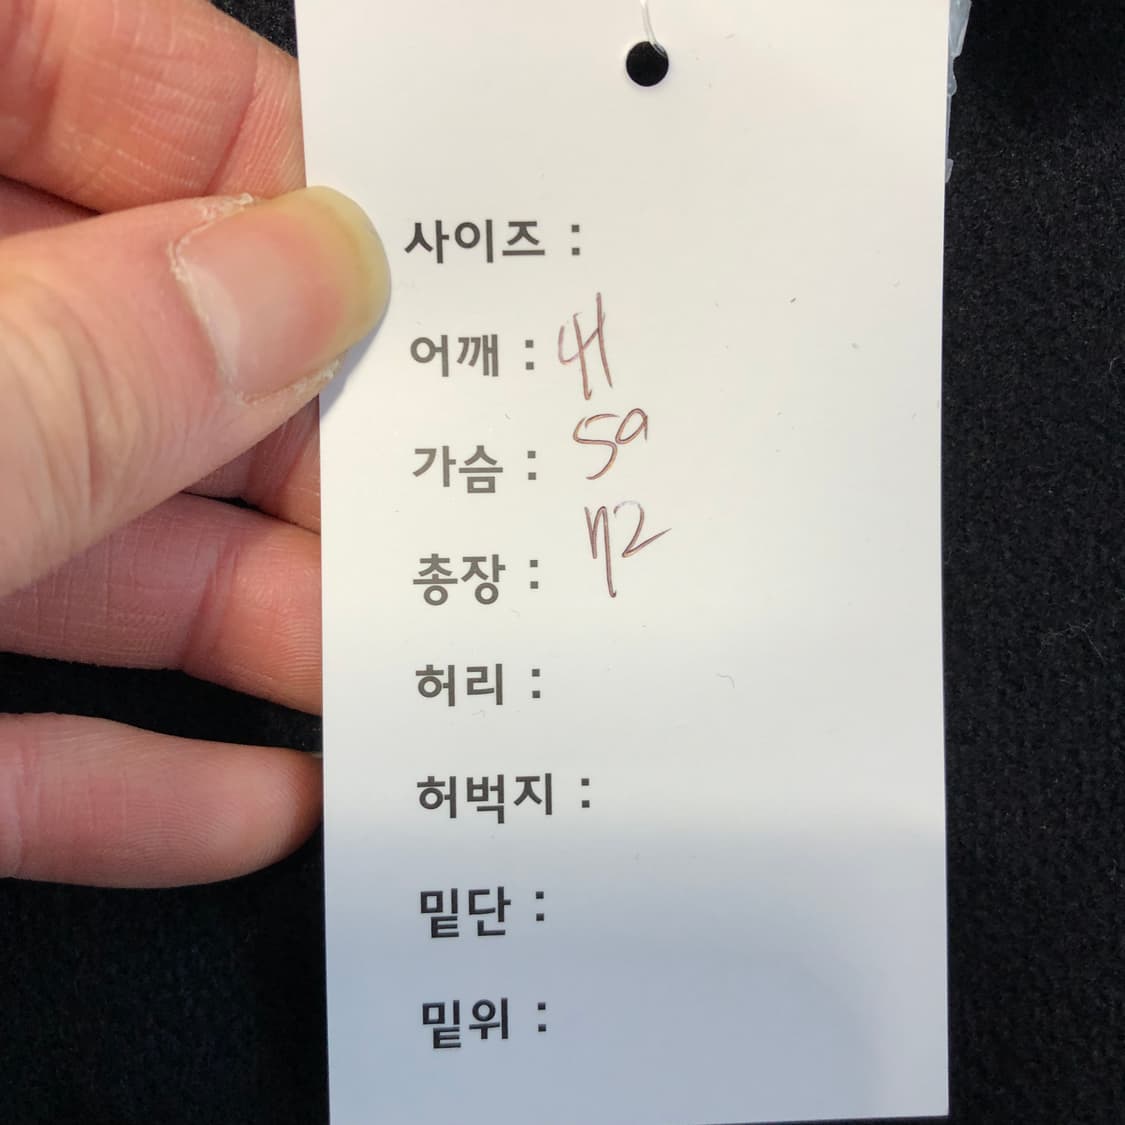 사이즈 :
어깨 : 41
가슴 : 59
총장 : 72
허리 :
허벅지 :
밑단 :
밑위 :